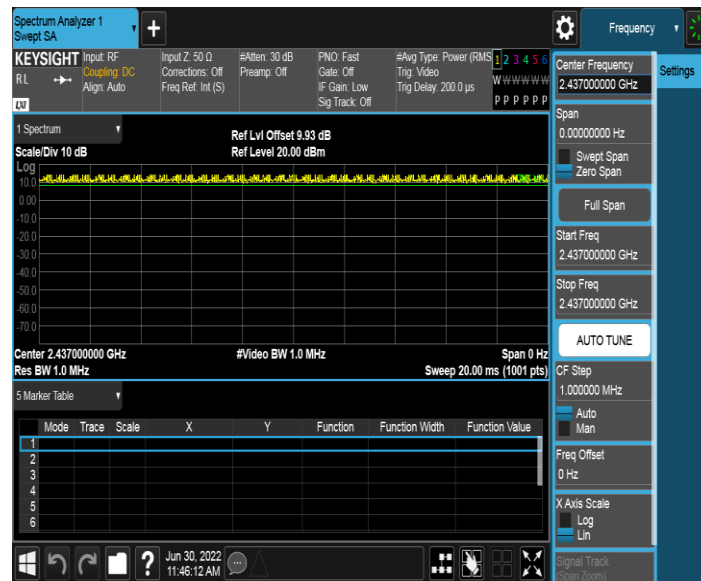 Spectrum Analyzer 1
Swept SA
+
Frequency
KEYSIGHT
Input: RF
Input Z: 50 Ω
#Atten: 30 dB
PNO: Fast
#Avg Type: Power (RMS
1 2 3 4 5 6
R L
Coupling: DC
Corrections: Off
Preamp: Off
Gate: Off
Trig: Video
W W W W W W
Align: Auto
Freq Ref: Int (S)
IF Gain: Low
Trig Delay: 200.0 µs
P P P P P P
Sig Track: Off
LXI
1 Spectrum
Ref Lvl Offset 9.93 dB
Scale/Div 10 dB
Ref Level 20.00 dBm
Log
10.0
0.00
-10.0
-20.0
-30.0
-40.0
-50.0
-60.0
-70.0
Center 2.437000000 GHz
#Video BW 1.0 MHz
Span 0 Hz
Res BW 1.0 MHz
Sweep 20.00 ms (1001 pts)
5 Marker Table
Mode Trace Scale X Y Function Function Width Function Value
1
2
3
4
5
6
?
Jun 30, 2022
11:46:12 AM
Settings
Center Frequency
2.437000000 GHz
Span
0.00000000 Hz
Swept Span
Zero Span
Full Span
Start Freq
2.437000000 GHz
Stop Freq
2.437000000 GHz
AUTO TUNE
CF Step
1.000000 MHz
Auto
Man
Freq Offset
0 Hz
X Axis Scale
Log
Lin
Signal Track
(Span Zoom)